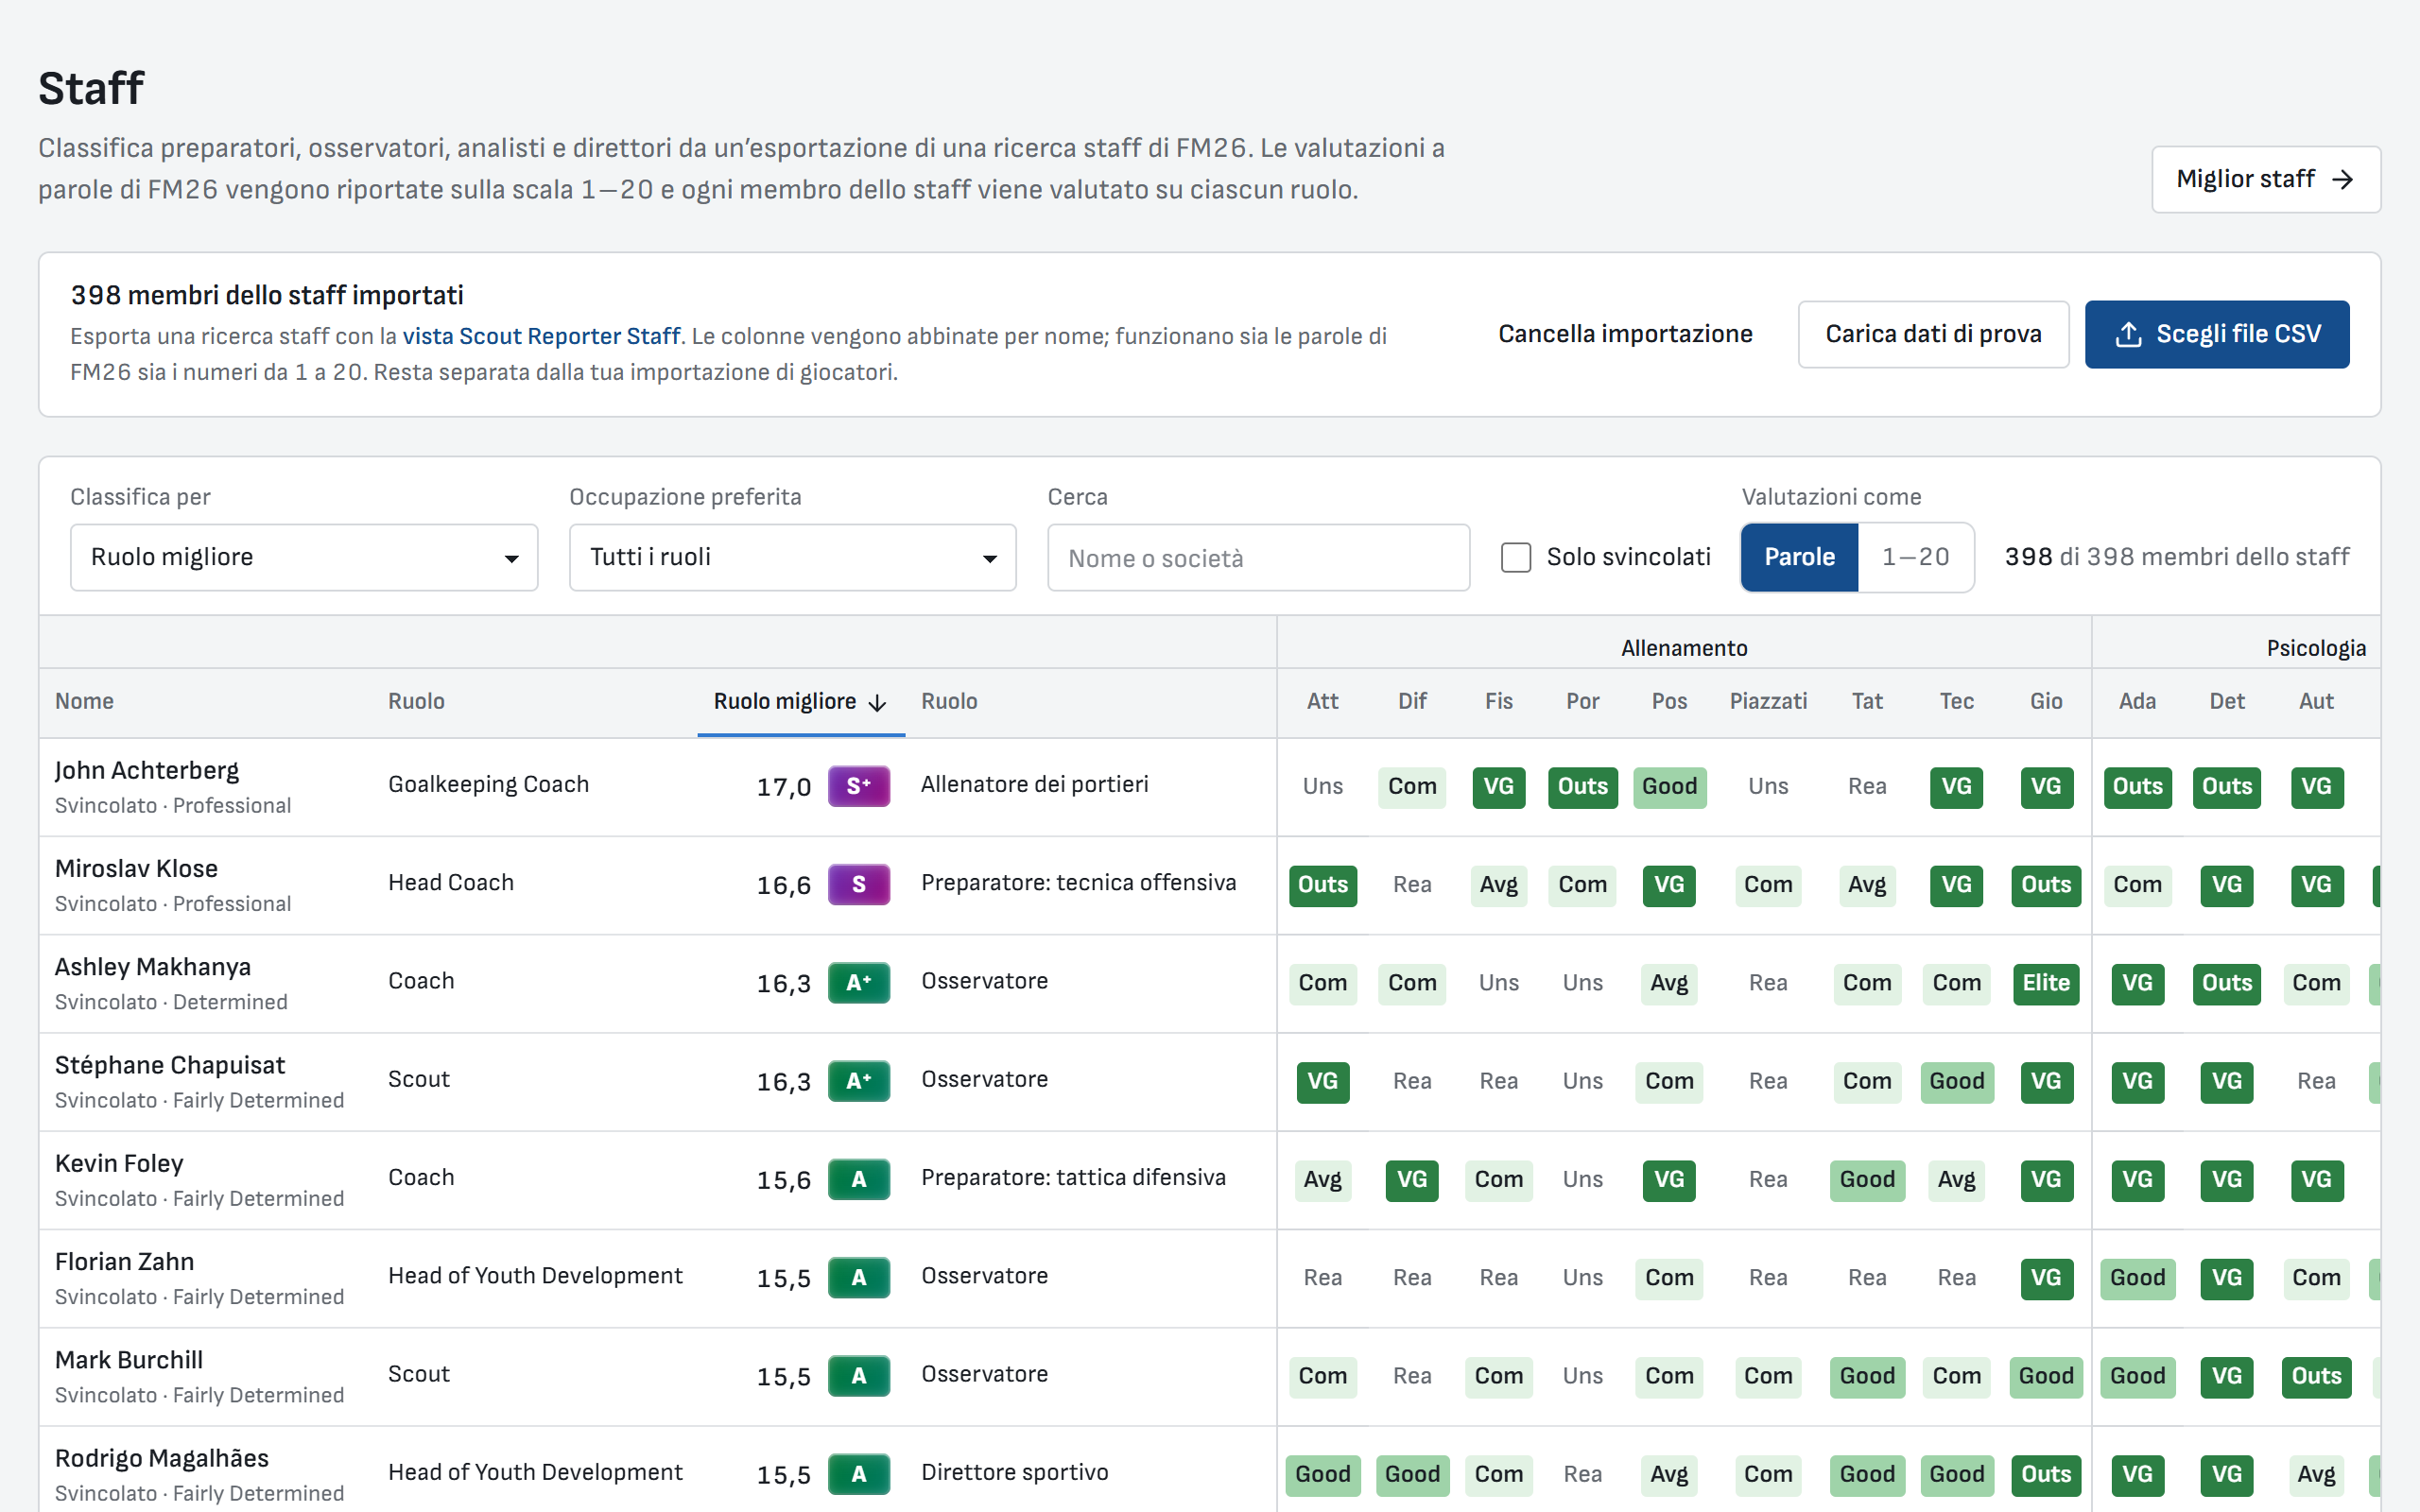 Staff
Classifica preparatori, osservatori, analisti e direttori da un’esportazione di una ricerca staff di FM26. Le valutazioni a
parole di FM26 vengono riportate sulla scala 1–20 e ogni membro dello staff viene valutato su ciascun ruolo.
Miglior staff →
398 membri dello staff importati
Esporta una ricerca staff con la vista Scout Reporter Staff. Le colonne vengono abbinate per nome; funzionano sia le parole di
FM26 sia i numeri da 1 a 20. Resta separata dalla tua importazione di giocatori.
Cancella importazione
Carica dati di prova
Scegli file CSV
Classifica per
Ruolo migliore
Occupazione preferita
Tutti i ruoli
Cerca
Nome o società
Solo svincolati
Valutazioni come
Parole 1–20
398 di 398 membri dello staff
Allenamento Psicologia
Nome Ruolo Ruolo migliore ↓ Ruolo Att Dif Fis Por Pos Piazzati Tat Tec Gio Ada Det Aut
John Achterberg Goalkeeping Coach 17,0 S+ Allenatore dei portieri Uns Com VG Outs Good Uns Rea VG VG Outs Outs VG
Svincolato · Professional
Miroslav Klose Head Coach 16,6 S Preparatore: tecnica offensiva Outs Rea Avg Com VG Com Avg VG Outs Com VG VG
Svincolato · Professional
Ashley Makhanya Coach 16,3 A+ Osservatore Com Com Uns Uns Avg Rea Com Com Elite VG Outs Com
Svincolato · Determined
Stéphane Chapuisat Scout 16,3 A+ Osservatore VG Rea Rea Uns Com Rea Com Good VG VG VG Rea
Svincolato · Fairly Determined
Kevin Foley Coach 15,6 A Preparatore: tattica difensiva Avg VG Com Uns VG Rea Good Avg VG VG VG VG
Svincolato · Fairly Determined
Florian Zahn Head of Youth Development 15,5 A Osservatore Rea Rea Rea Uns Com Rea Rea Rea VG Good VG Com
Svincolato · Fairly Determined
Mark Burchill Scout 15,5 A Osservatore Com Rea Com Uns Com Com Good Com Good Good VG Outs
Svincolato · Fairly Determined
Rodrigo Magalhães Head of Youth Development 15,5 A Direttore sportivo Good Good Com Rea Avg Com Good Good Outs VG VG Avg
Svincolato · Fairly Determined